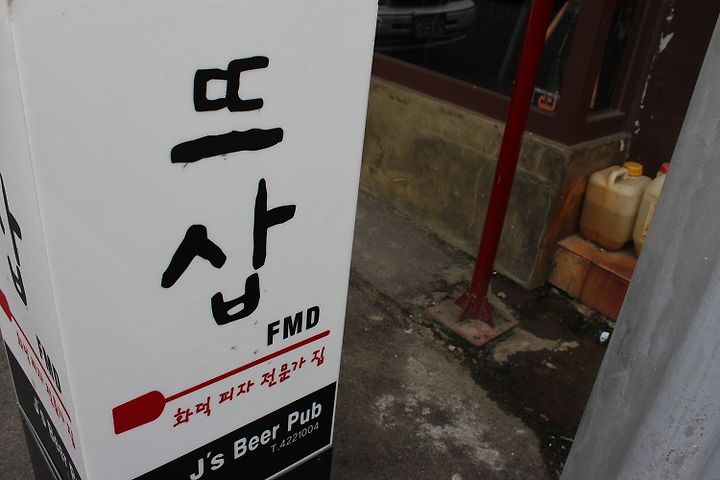 뜨
삽
FMD
화덕 피자 전문가 집
J's Beer Pub
T.4221004